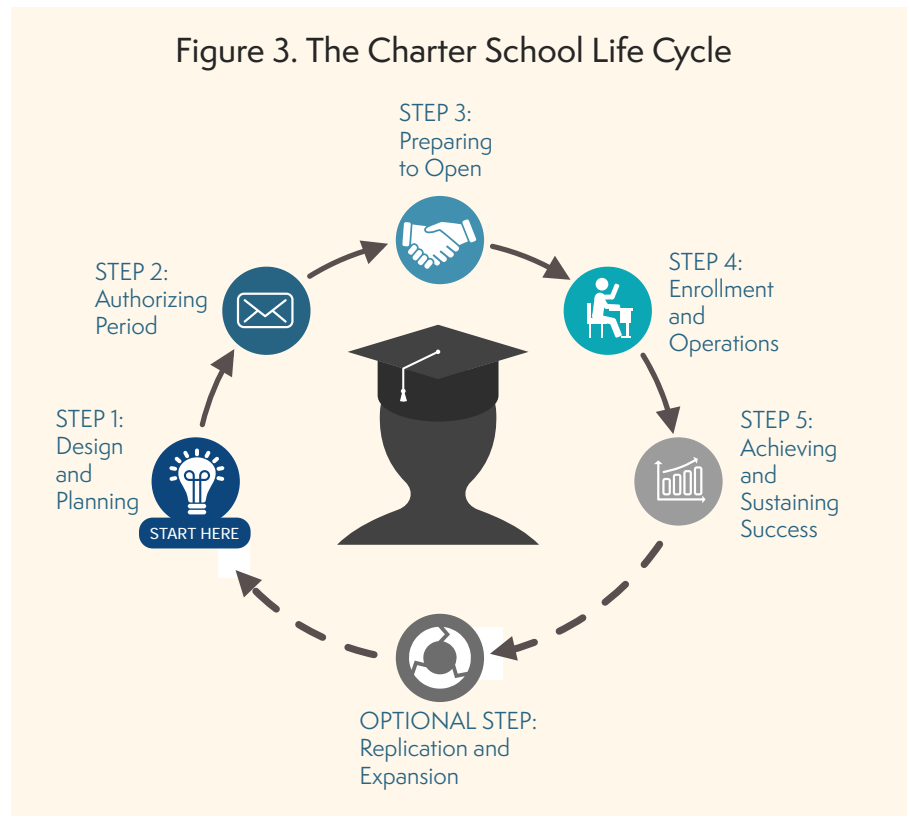 Figure 3. The Charter School Life Cycle
STEP 3:
Preparing
to Open
STEP 2:
Authorizing
Period
STEP 4:
Enrollment
and
Operations
STEP 1:
Design
and
Planning
START HERE
STEP 5:
Achieving
and
Sustaining
Success
OPTIONAL STEP:
Replication and
Expansion